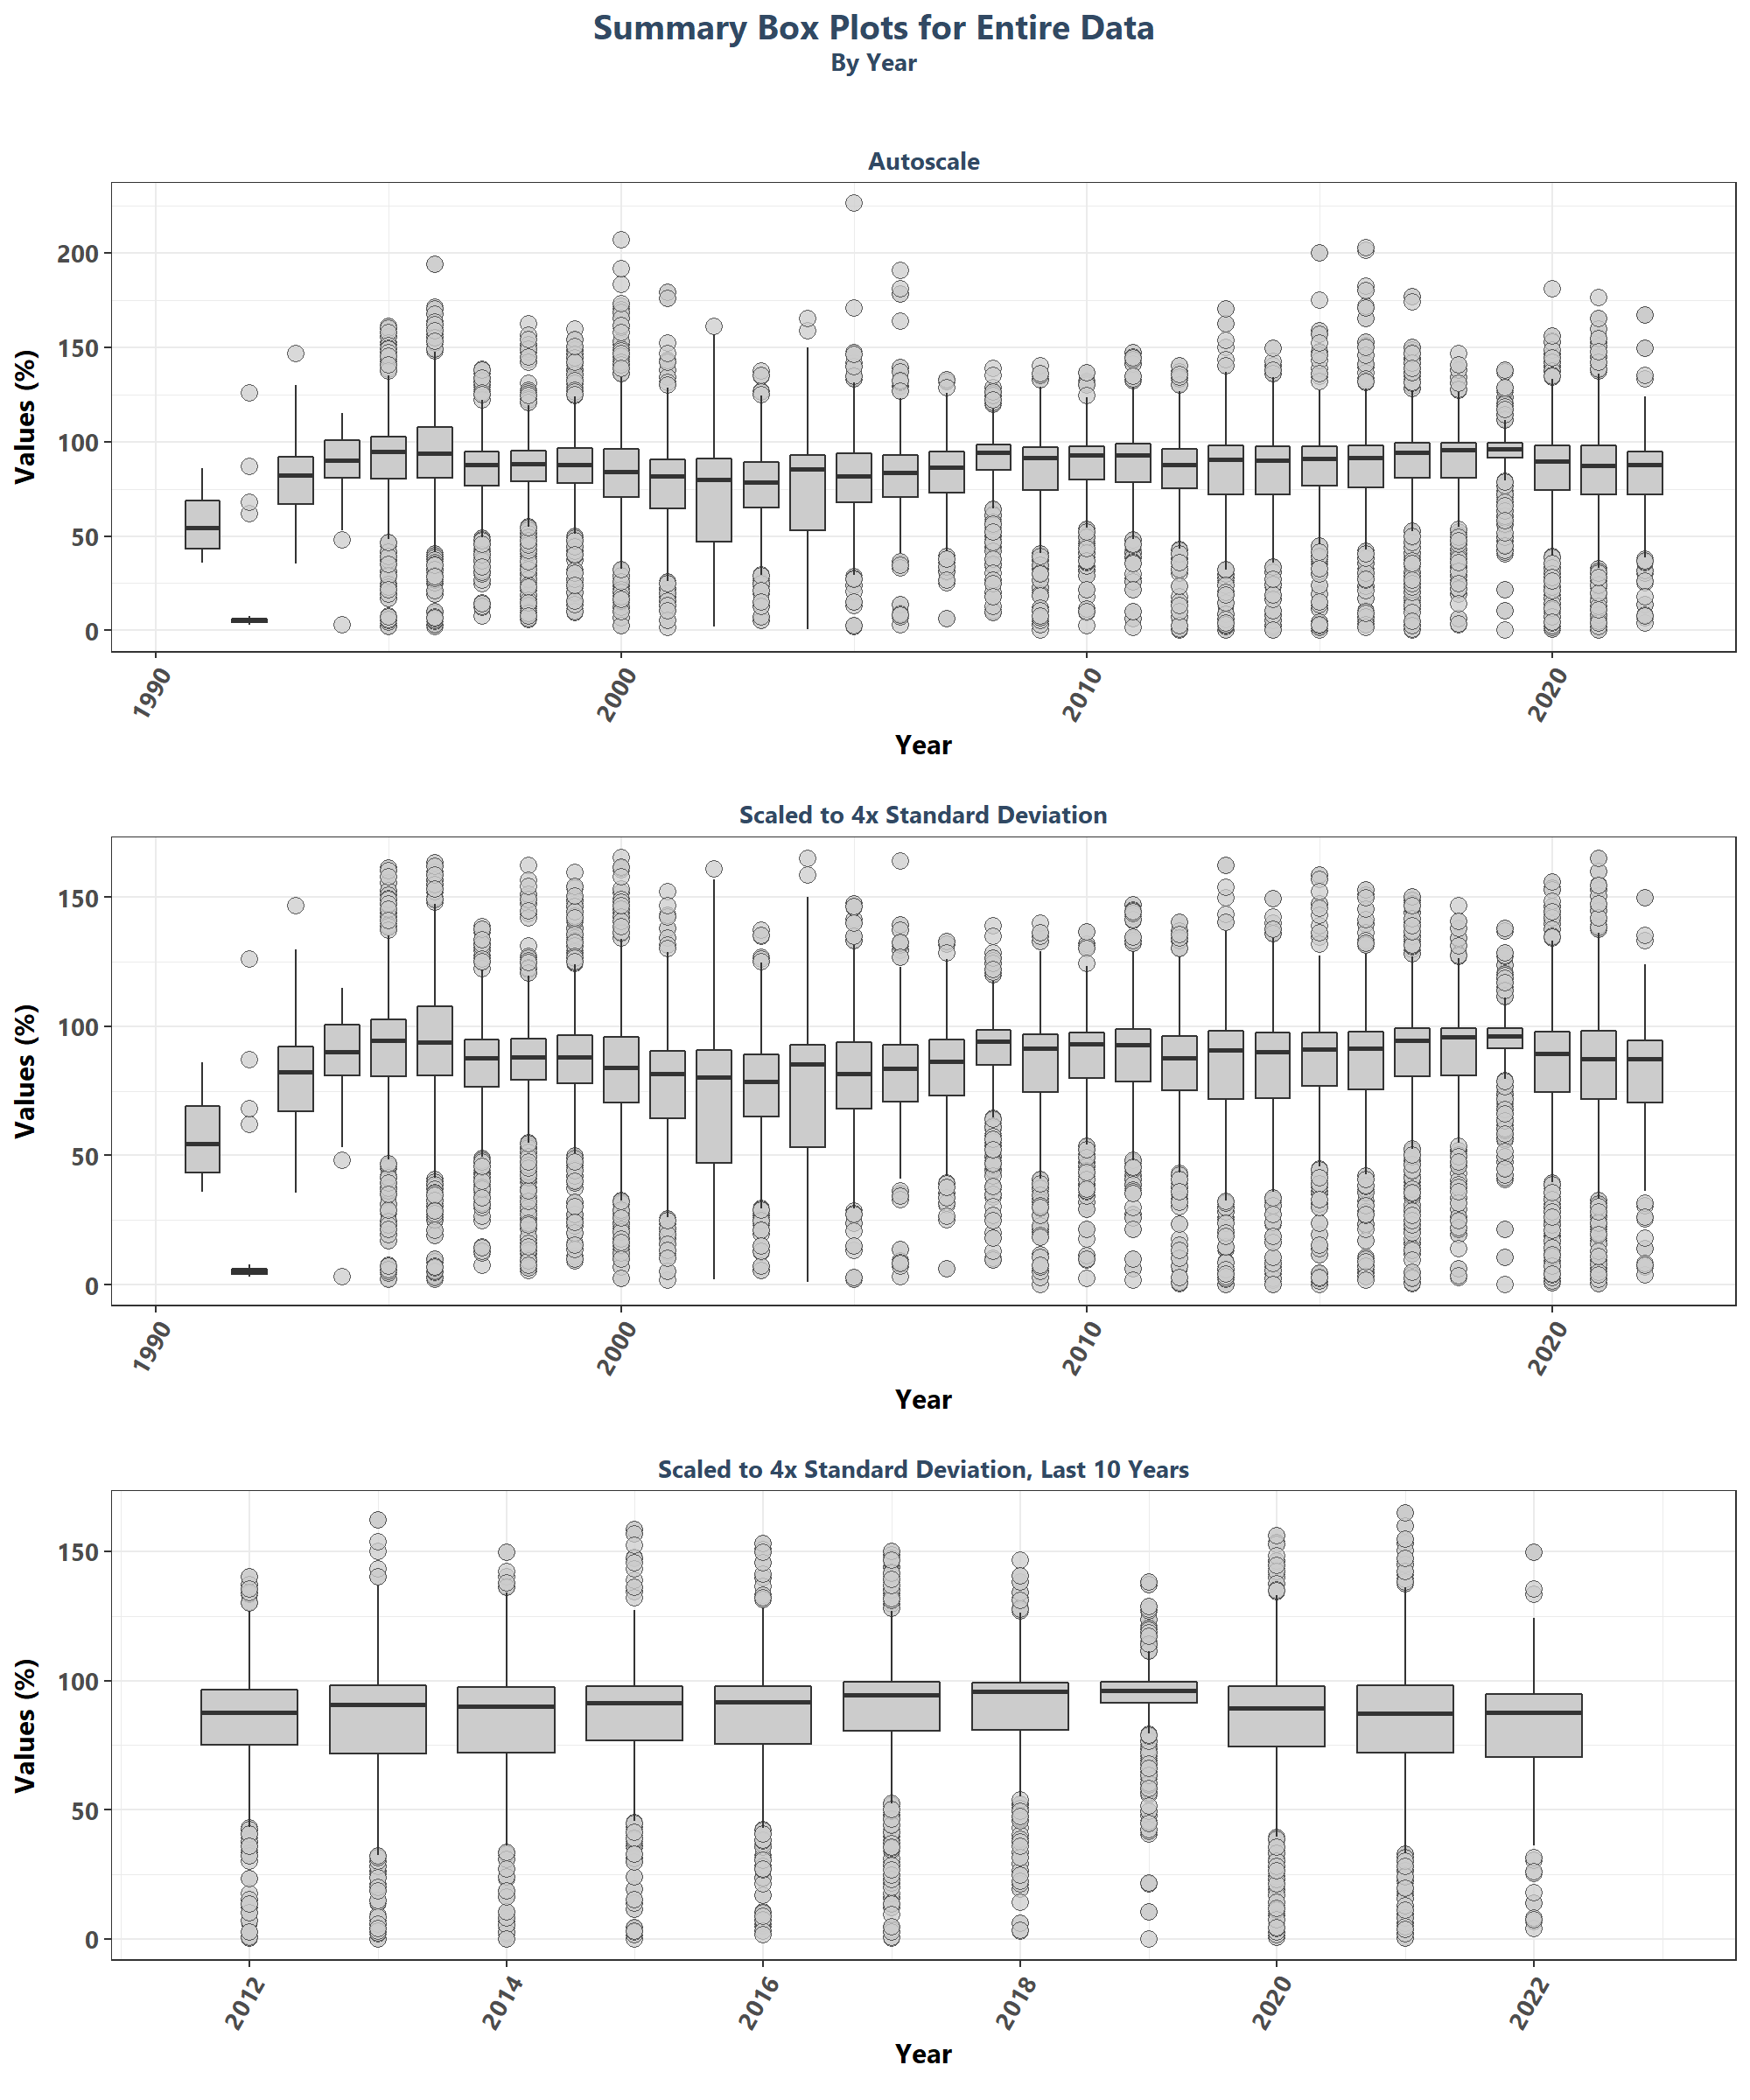 Summary Box Plots for Entire Data
By Year
Autoscale
Values (%)
200
150
100
50
0
1990
2000
2010
2020
Year
Scaled to 4x Standard Deviation
Values (%)
150
100
50
0
1990
2000
2010
2020
Year
Scaled to 4x Standard Deviation, Last 10 Years
Values (%)
150
100
50
0
2012
2014
2016
2018
2020
2022
Year